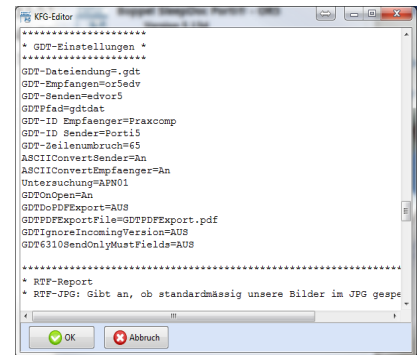 KFG-Editor
*********************
* GDT-Einstellungen *
*********************
GDT-Dateiendung=.gdt
GDT-Empfangen=or5edv
GDT-Senden=edvor5
GDTPfad=gdtdat
GDT-ID Empfaenger=Praxcomp
GDT-ID Sender=Porti5
GDT-Zeilenumbruch=65
ASCIIConvertSender=An
ASCIIConvertEmpfaenger=An
Untersuchung=APN01
GDTOnOpen=An
GDTDoPDFExport=AUS
GDTPDFExportFile=GDTPDFExport.pdf
GDTIgnoreIncomingVersion=AUS
GDT6310SendOnlyMustFields=AUS
****************************************************************
* RTF-Report
* RTF-JPG: Gibt an, ob standardmässig unsere Bilder im JPG gespe
OK
Abbruch